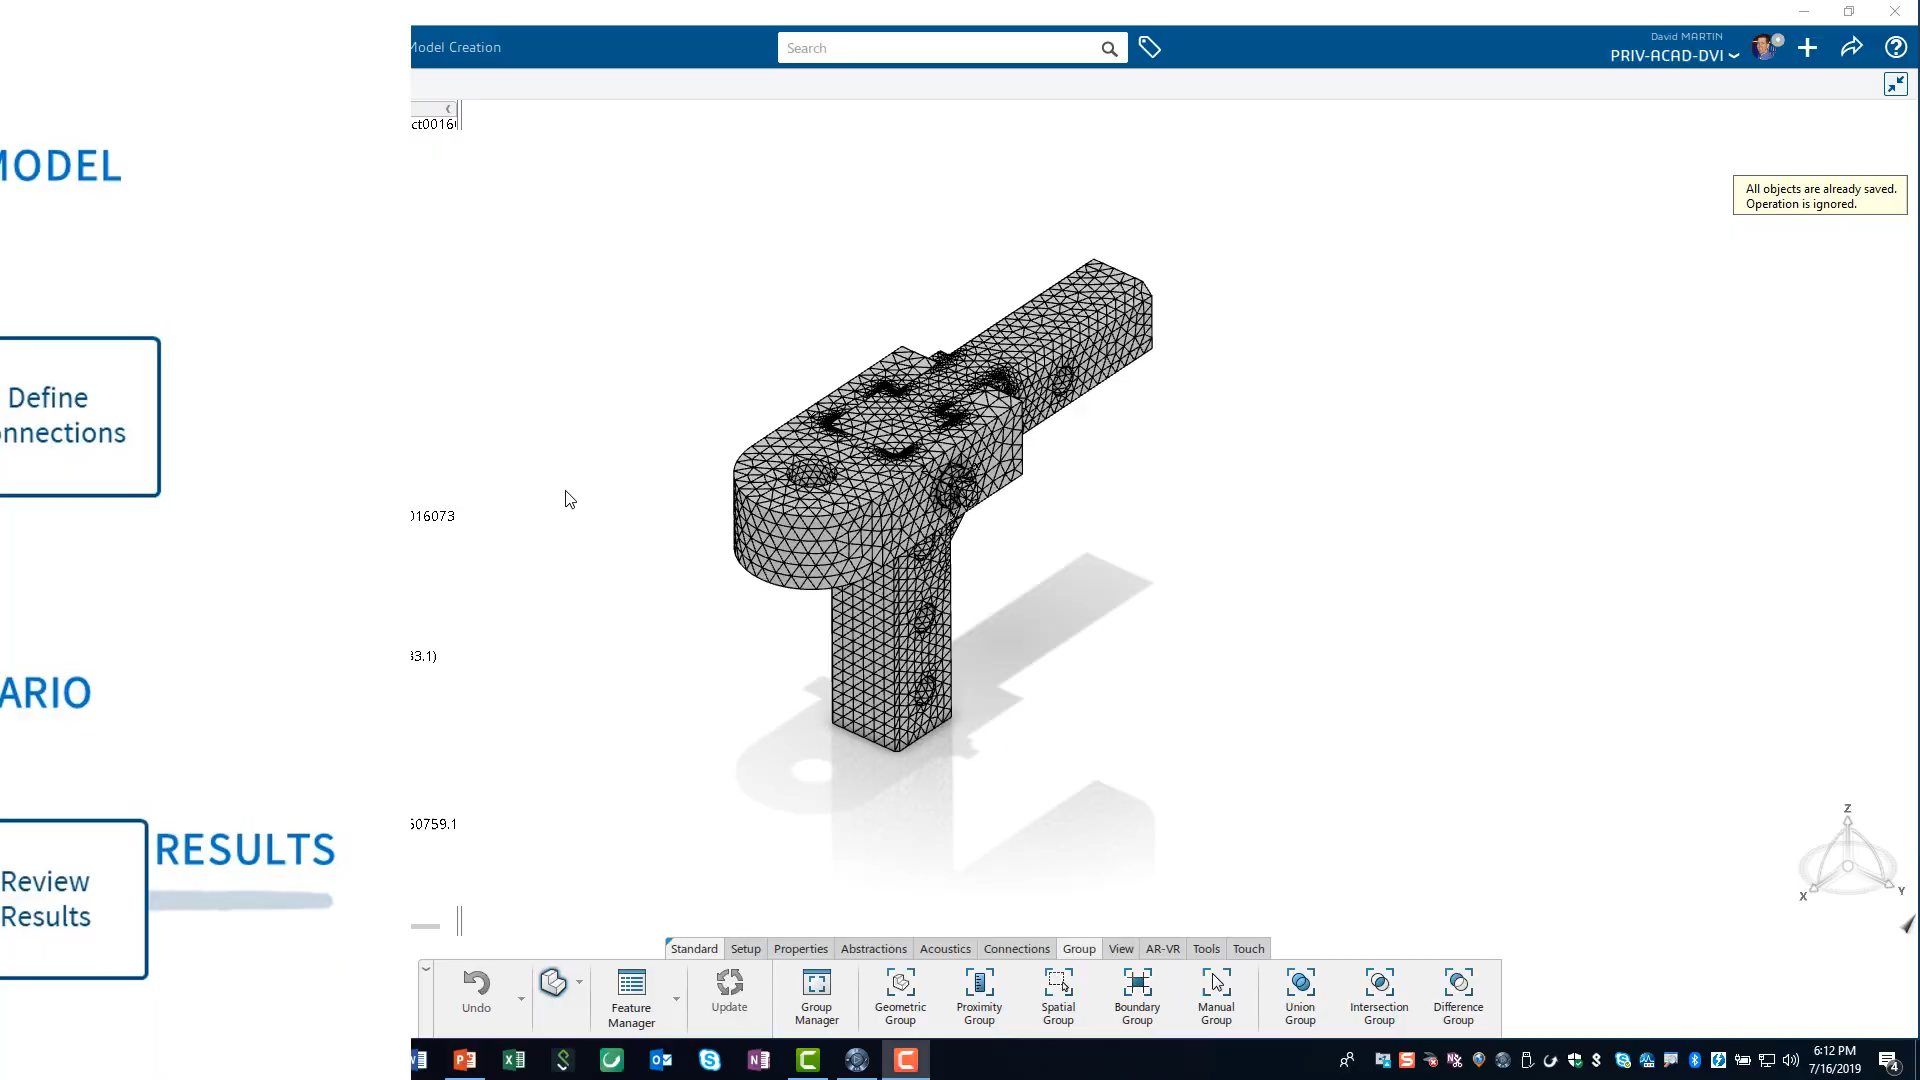 MODEL
Define
onnections
ARIO
RESULTS
Review
Results
Model Creation
Search
David MARTIN
PRIV-ACAD-DVI
ct0016
All objects are already saved.
Operation is ignored.
016073
33.1)
50759.1
Z
X
Y
Standard
Setup
Properties
Abstractions
Acoustics
Connections
Group
View
AR-VR
Tools
Touch
Undo
Feature
Manager
Update
Group
Manager
Geometric
Group
Proximity
Group
Spatial
Group
Boundary
Group
Manual
Group
Union
Group
Intersection
Group
Difference
Group
6:12 PM
7/16/2019
4